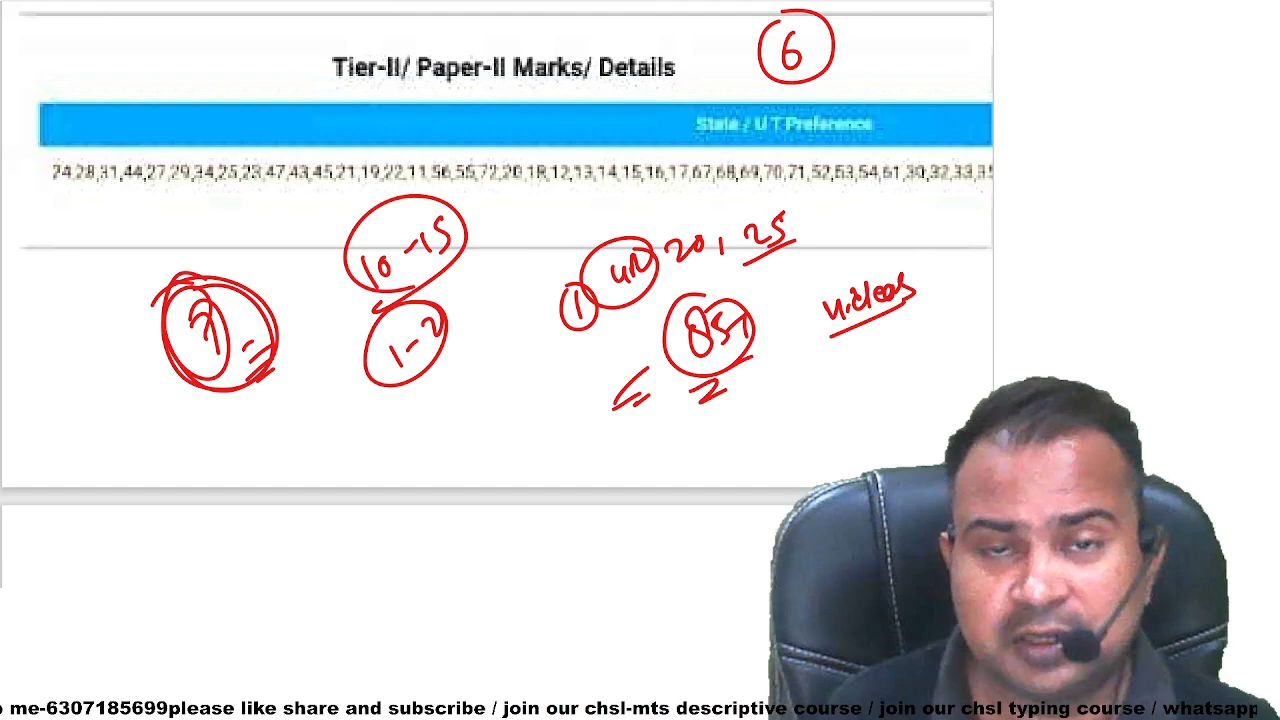 6
Tier-II/ Paper-II Marks/ Details
State / U T Preference
24,28,31,44,27,29,34,25,23,47,43,45,21,19,22,11,56,55,72,20,18,12,13,14,15,16,17,67,68,69,70,71,52,53,54,61,30,32,33,35
10-15
1 UR 20, 25
1-2
p me-6307185699please like share and subscribe / join our chsl-mts descriptive course / join our chsl typing course / whatsapp